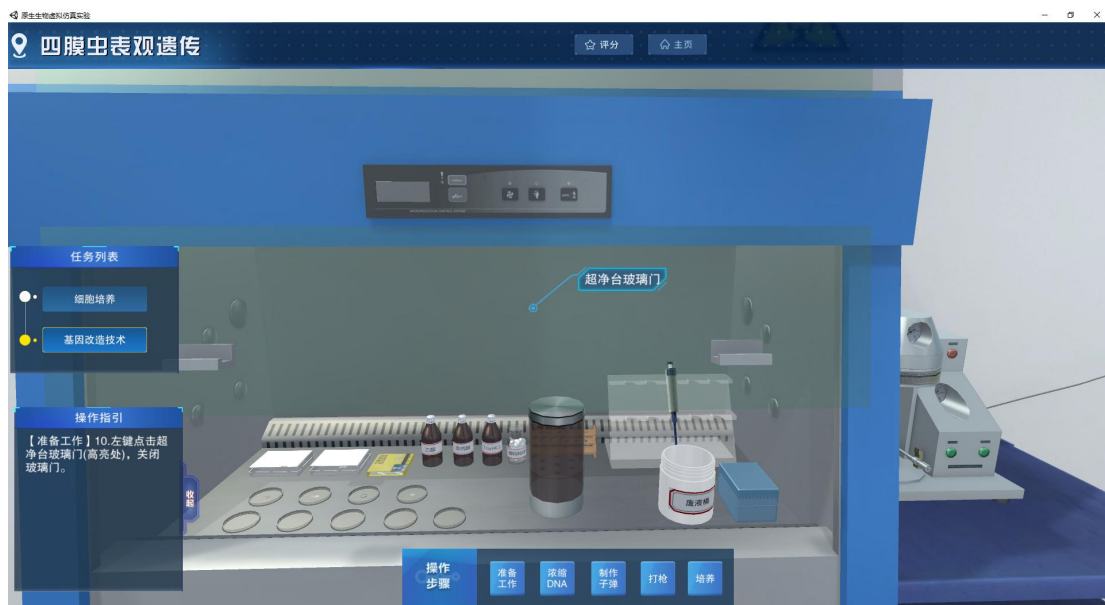 原生生物虚拟仿真实验
四膜虫表观遗传
评分
主页
任务列表
细胞培养
基因改造技术
超净台玻璃门
操作指引
【准备工作】10.左键点击超
净台玻璃门(高亮处)，关闭
玻璃门。
收起
废液桶
操作
步骤
准备
工作
浓缩
DNA
制作
子弹
打枪
培养